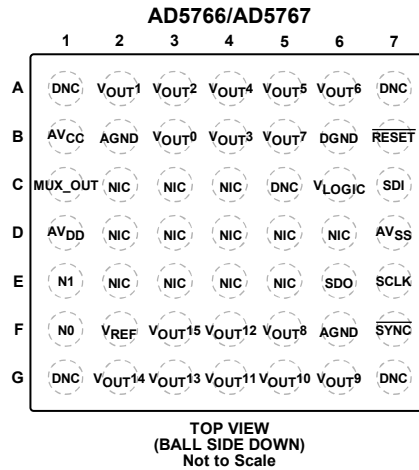 AD5766/AD5767
1 2 3 4 5 6 7
A DNC VOUT1 VOUT2 VOUT4 VOUT5 VOUT6 DNC
B AVCC AGND VOUT0 VOUT3 VOUT7 DGND RESET
C MUX_OUT NIC NIC NIC DNC VLOGIC SDI
D AVDD NIC NIC NIC NIC NIC AVSS
E N1 NIC NIC NIC NIC SDO SCLK
F N0 VREF VOUT15 VOUT12 VOUT8 AGND SYNC
G DNC VOUT14 VOUT13 VOUT11 VOUT10 VOUT9 DNC
TOP VIEW
(BALL SIDE DOWN)
Not to Scale